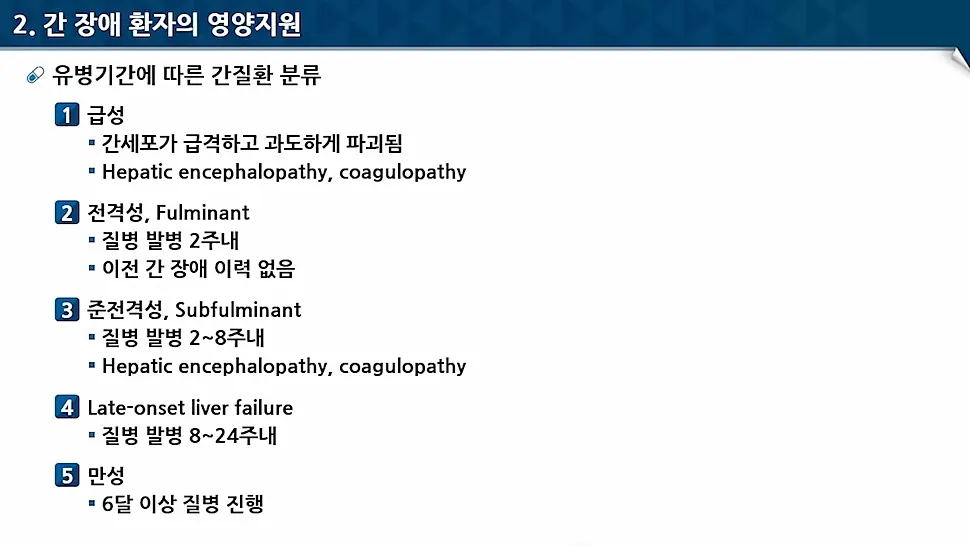 2. 간 장애 환자의 영양지원
유병기간에 따른 간질환 분류
1 급성
▪ 간세포가 급격하고 과도하게 파괴됨
▪ Hepatic encephalopathy, coagulopathy
2 전격성, Fulminant
▪ 질병 발병 2주내
▪ 이전 간 장애 이력 없음
3 준전격성, Subfulminant
▪ 질병 발병 2~8주내
▪ Hepatic encephalopathy, coagulopathy
4 Late-onset liver failure
▪ 질병 발병 8~24주내
5 만성
▪ 6달 이상 질병 진행